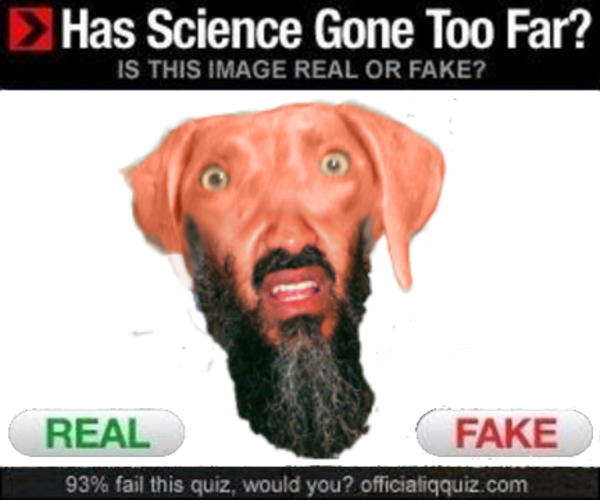 Has Science Gone Too Far?
IS THIS IMAGE REAL OR FAKE?
REAL
FAKE
93% fail this quiz, would you? officialiqquiz.com